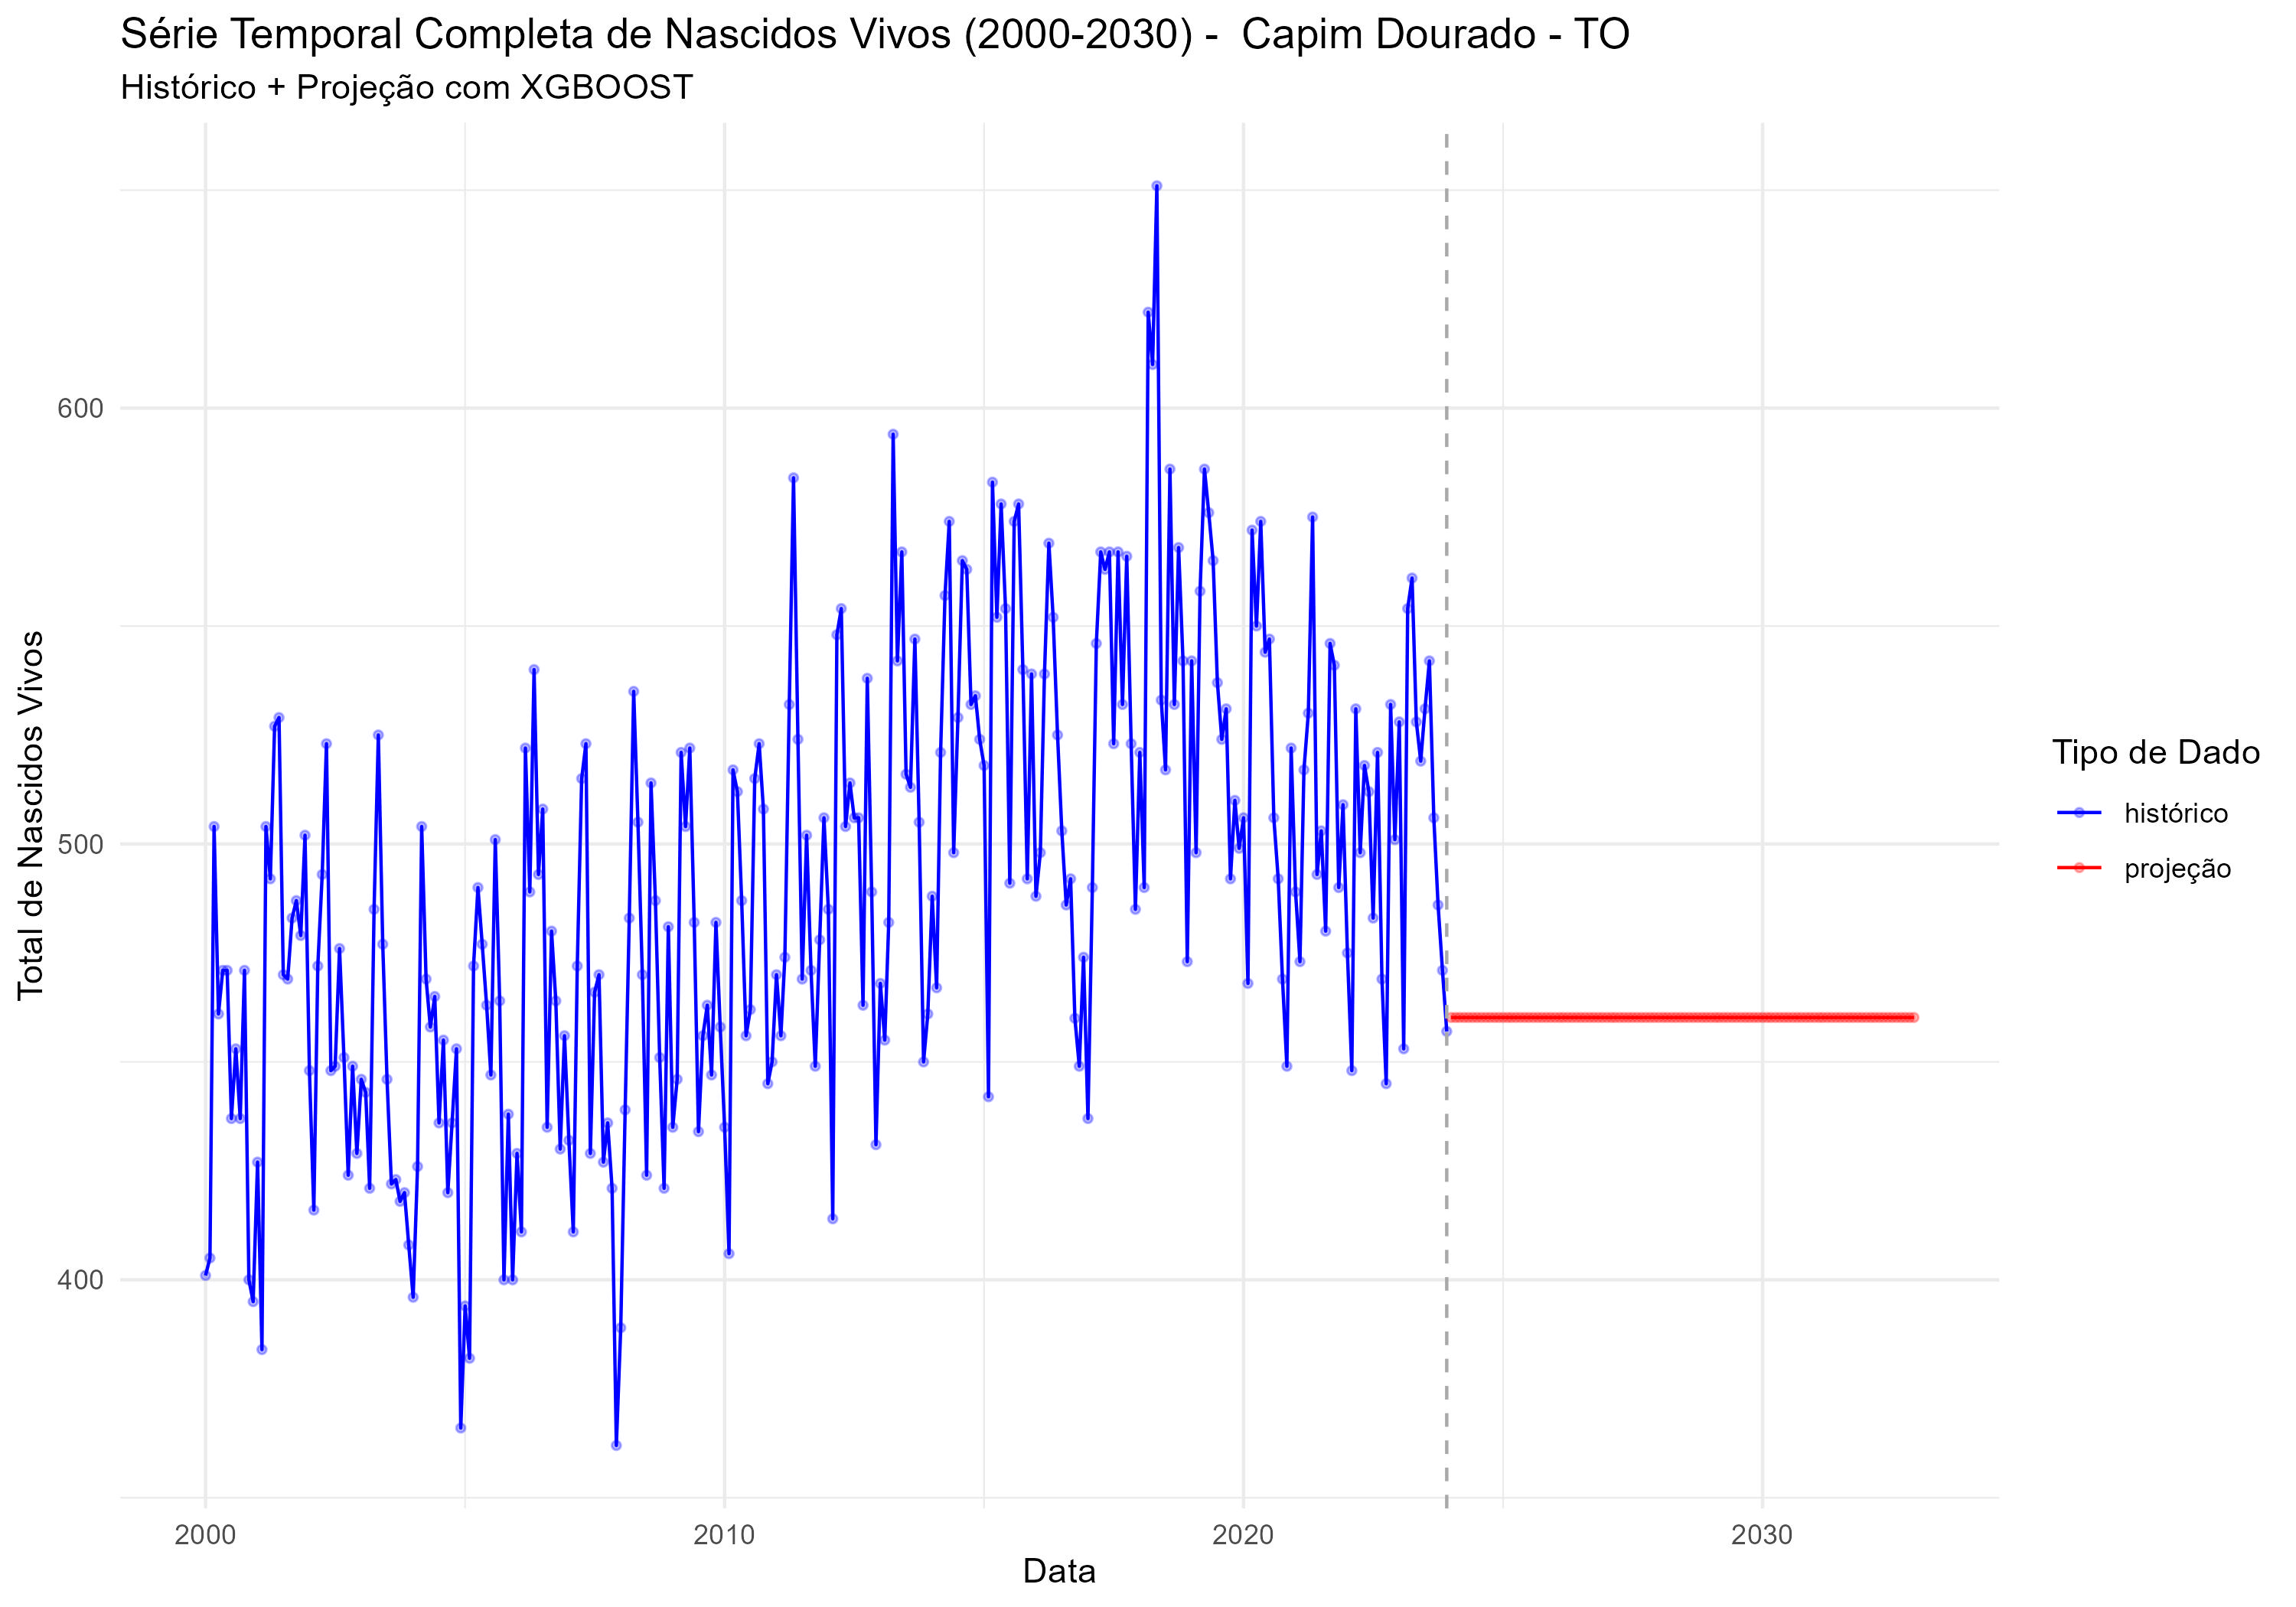 Série Temporal Completa de Nascidos Vivos (2000-2030) -  Capim Dourado - TO
Histórico + Projeção com XGBOOST
Total de Nascidos Vivos
600
500
400
2000
2010
2020
2030
Data
Tipo de Dado
histórico
projeção